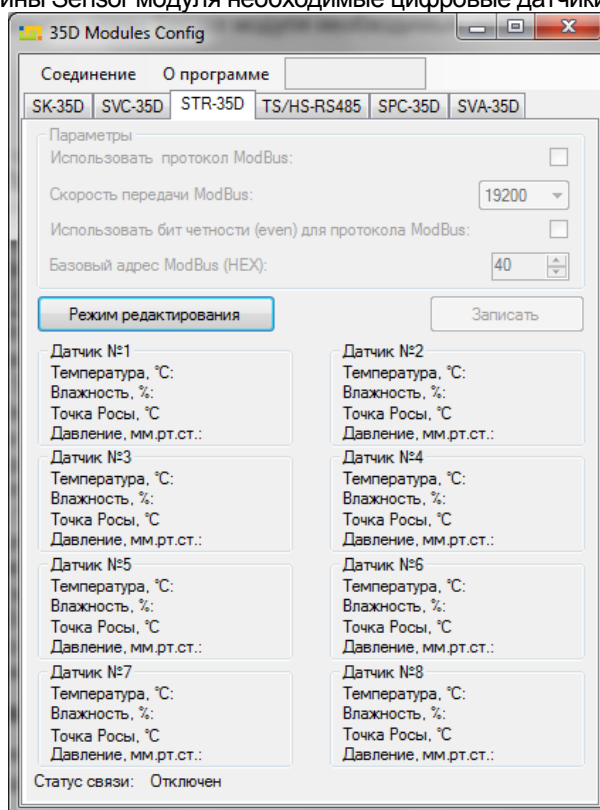 ины Sensor модуля необходимые цифровые датчики
35D Modules Config
Соединение О программе
SK-35D SVC-35D STR-35D TS/HS-RS485 SPC-35D SVA-35D
Параметры
Использовать протокол ModBus:
Скорость передачи ModBus: 19200
Использовать бит четности (even) для протокола ModBus:
Базовый адрес ModBus (HEX): 40
Режим редактирования Записать
Датчик №1 Датчик №2
Температура, °C: Температура, °C:
Влажность, %: Влажность, %:
Точка Росы, °C Точка Росы, °C
Давление, мм.рт.ст.: Давление, мм.рт.ст.:
Датчик №3 Датчик №4
Температура, °C: Температура, °C:
Влажность, %: Влажность, %:
Точка Росы, °C Точка Росы, °C
Давление, мм.рт.ст.: Давление, мм.рт.ст.:
Датчик №5 Датчик №6
Температура, °C: Температура, °C:
Влажность, %: Влажность, %:
Точка Росы, °C Точка Росы, °C
Давление, мм.рт.ст.: Давление, мм.рт.ст.:
Датчик №7 Датчик №8
Температура, °C: Температура, °C:
Влажность, %: Влажность, %:
Точка Росы, °C Точка Росы, °C
Давление, мм.рт.ст.: Давление, мм.рт.ст.:
Статус связи: Отключен